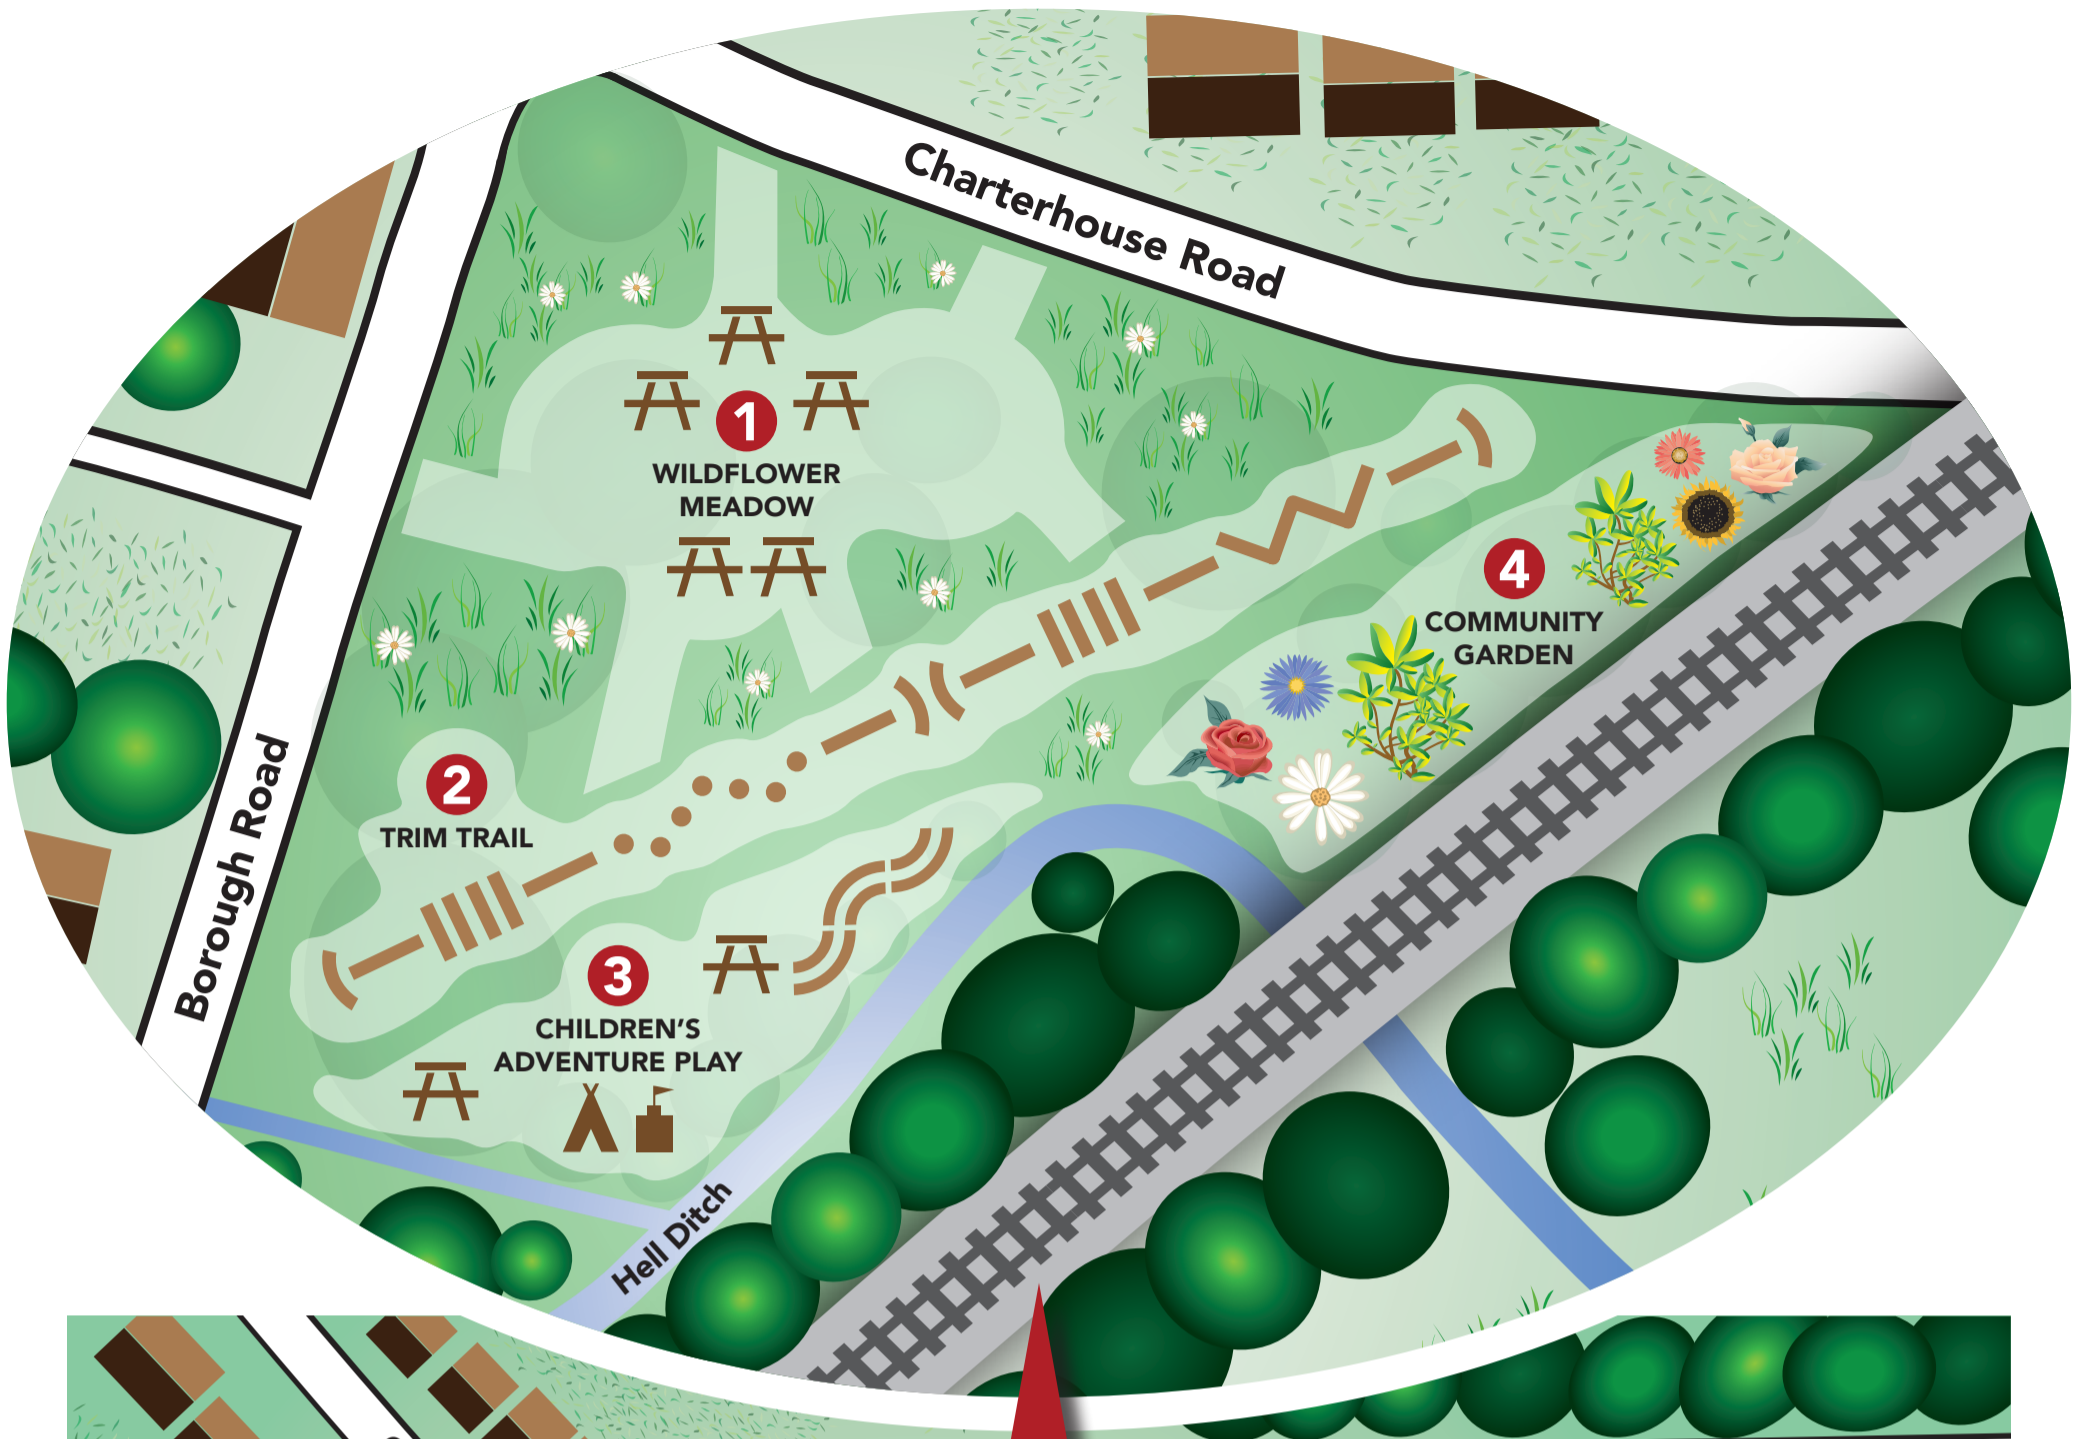 Charterhouse Road
1
WILDFLOWER
MEADOW
4
COMMUNITY
GARDEN
2
TRIM TRAIL
Borough Road
3
CHILDREN'S
ADVENTURE PLAY
Hell Ditch